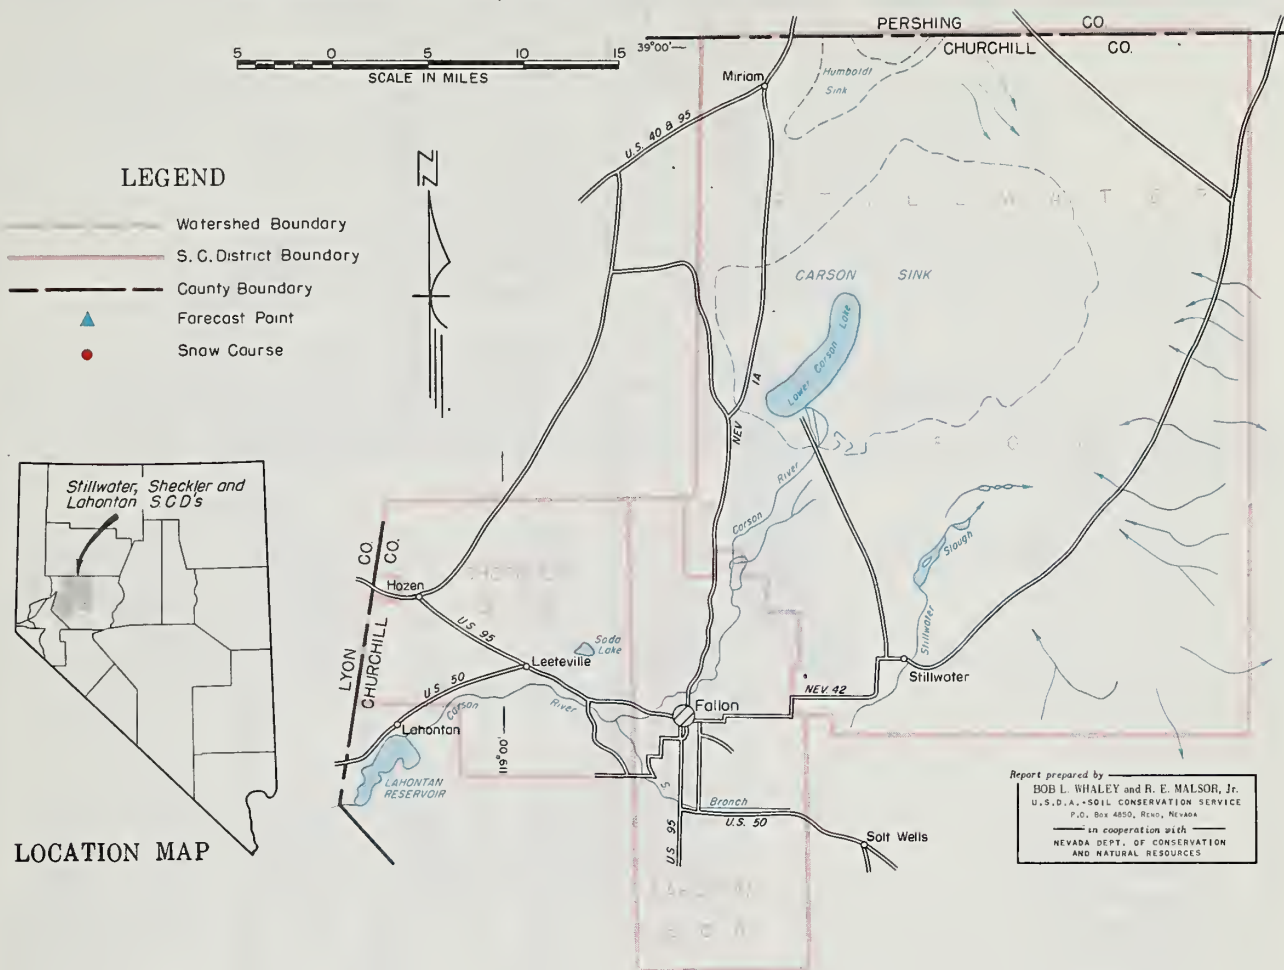 5 0 5 10 15
SCALE IN MILES
39°00'
PERSHING CO.
CHURCHILL CO.
Humboldt
Sink
Miriam
U.S. 40 & 95
LEGEND
Watershed Boundary
S.C. District Boundary
County Boundary
Forecast Point
Snow Course
N
STILLWATER
CARSON SINK
Lower Carson Lake
NEV 1A
Carson River
Stillwater, Sheckler and
Lahontan S C D's
Stillwater Slough
Hazen
LYON CO.
CHURCHILL CO.
US 95
Soda
Lake
Leeteville
US 50
Carson River
Lahontan
LAHONTAN
RESERVOIR
119°00'
Fallon
NEV. 42
Stillwater
S.
Branch
U.S. 50
US 95
Salt Wells
LOCATION MAP
Report prepared by
BOB L. WHALEY and R. E. MALSOR, Jr.
U.S.D.A.-SOIL CONSERVATION SERVICE
P.O. Box 4850, Reno, Nevada
in cooperation with
NEVADA DEPT. OF CONSERVATION
AND NATURAL RESOURCES